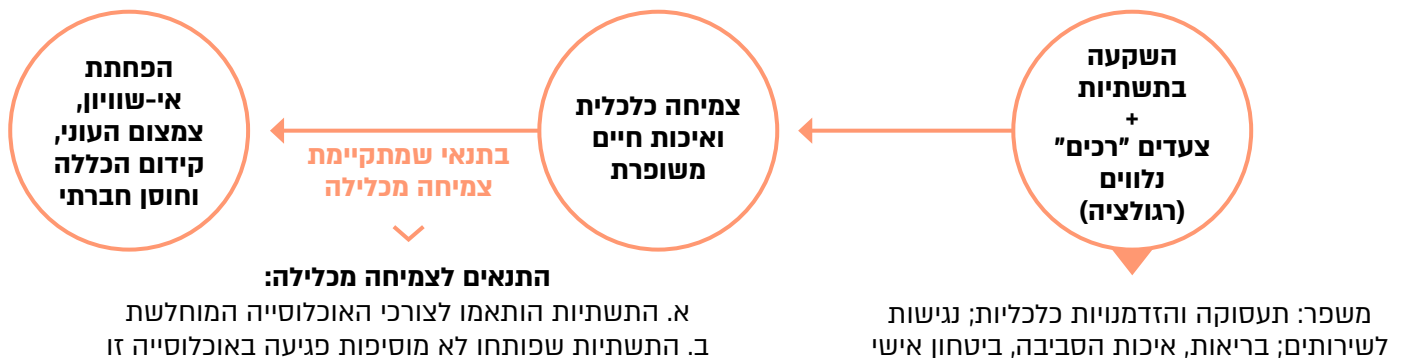 השקעה
בתשתיות
+
צעדים "רכים"
נלווים
(רגולציה)
משפר: תעסוקה והזדמנויות כלכליות; נגישות
לשירותים; בריאות, איכות הסביבה, ביטחון אישי
צמיחה כלכלית
ואיכות חיים
משופרת
בתנאי שמתקיימת
צמיחה מכלילה
התנאים לצמיחה מכלילה:
א. התשתיות הותאמו לצורכי האוכלוסייה המוחלשת
ב. התשתיות שפותחו לא מוסיפות פגיעה באוכלוסייה זו
הפחתת
אי-שוויון,
צמצום העוני,
קידום הכללה
וחוסן חברתי